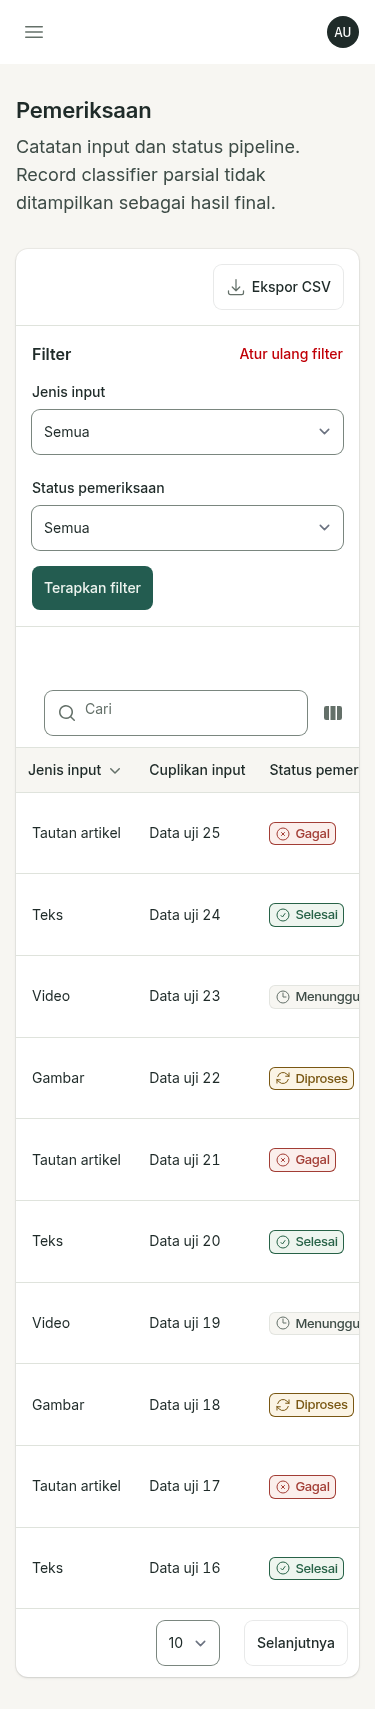 AU
Pemeriksaan
Catatan input dan status pipeline.
Record classifier parsial tidak
ditampilkan sebagai hasil final.
Ekspor CSV
Filter Atur ulang filter
Jenis input
Semua
Status pemeriksaan
Semua
Terapkan filter
Cari
Jenis input Cuplikan input Status pemer
Tautan artikel Data uji 25 Gagal
Teks Data uji 24 Selesai
Video Data uji 23 Menunggu
Gambar Data uji 22 Diproses
Tautan artikel Data uji 21 Gagal
Teks Data uji 20 Selesai
Video Data uji 19 Menunggu
Gambar Data uji 18 Diproses
Tautan artikel Data uji 17 Gagal
Teks Data uji 16 Selesai
10 Selanjutnya